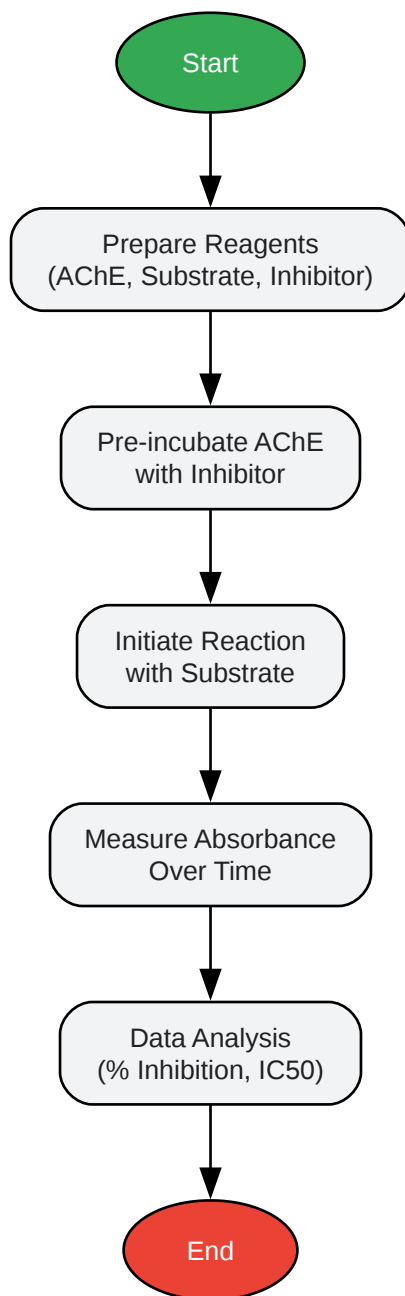 Start
Prepare Reagents
(AChE, Substrate, Inhibitor)
Pre-incubate AChE
with Inhibitor
Initiate Reaction
with Substrate
Measure Absorbance
Over Time
Data Analysis
(% Inhibition, IC50)
End